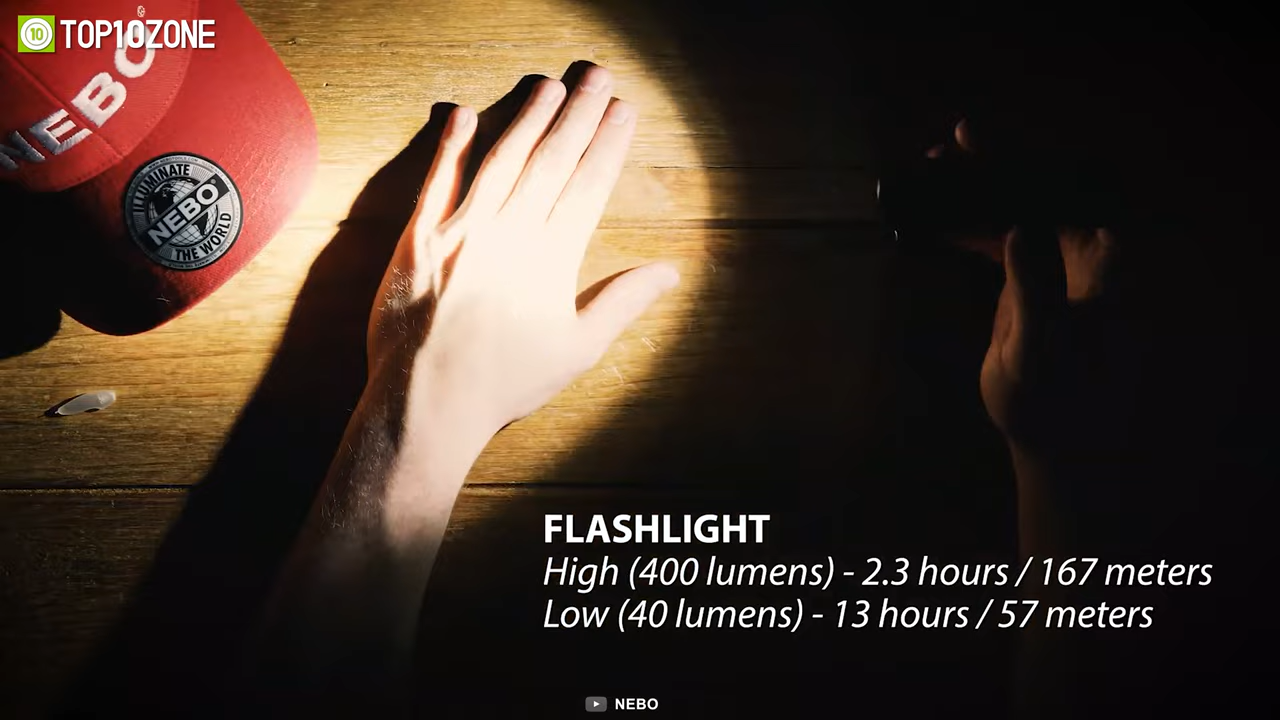 TOP10ZONE
10
NEBO
ILLUMINATE
NEBO
THE WORLD
FLASHLIGHT
High (400 lumens) - 2.3 hours / 167 meters
Low (40 lumens) - 13 hours / 57 meters
NEBO